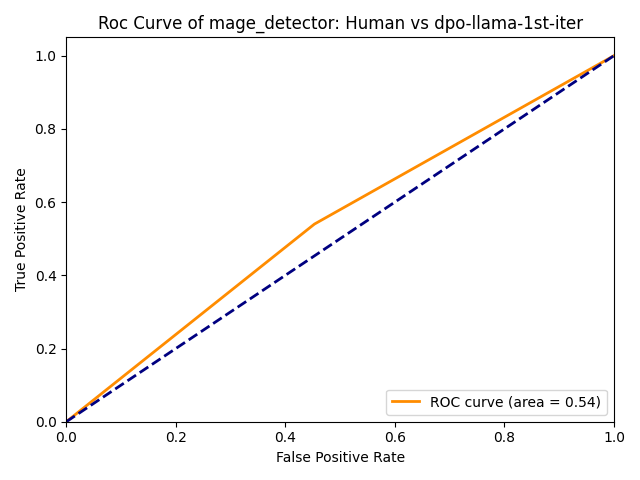 Roc Curve of mage_detector: Human vs dpo-llama-1st-iter
1.0
0.8
0.6
0.4
0.2
0.0
True Positive Rate
ROC curve (area = 0.54)
0.0 0.2 0.4 0.6 0.8 1.0
False Positive Rate